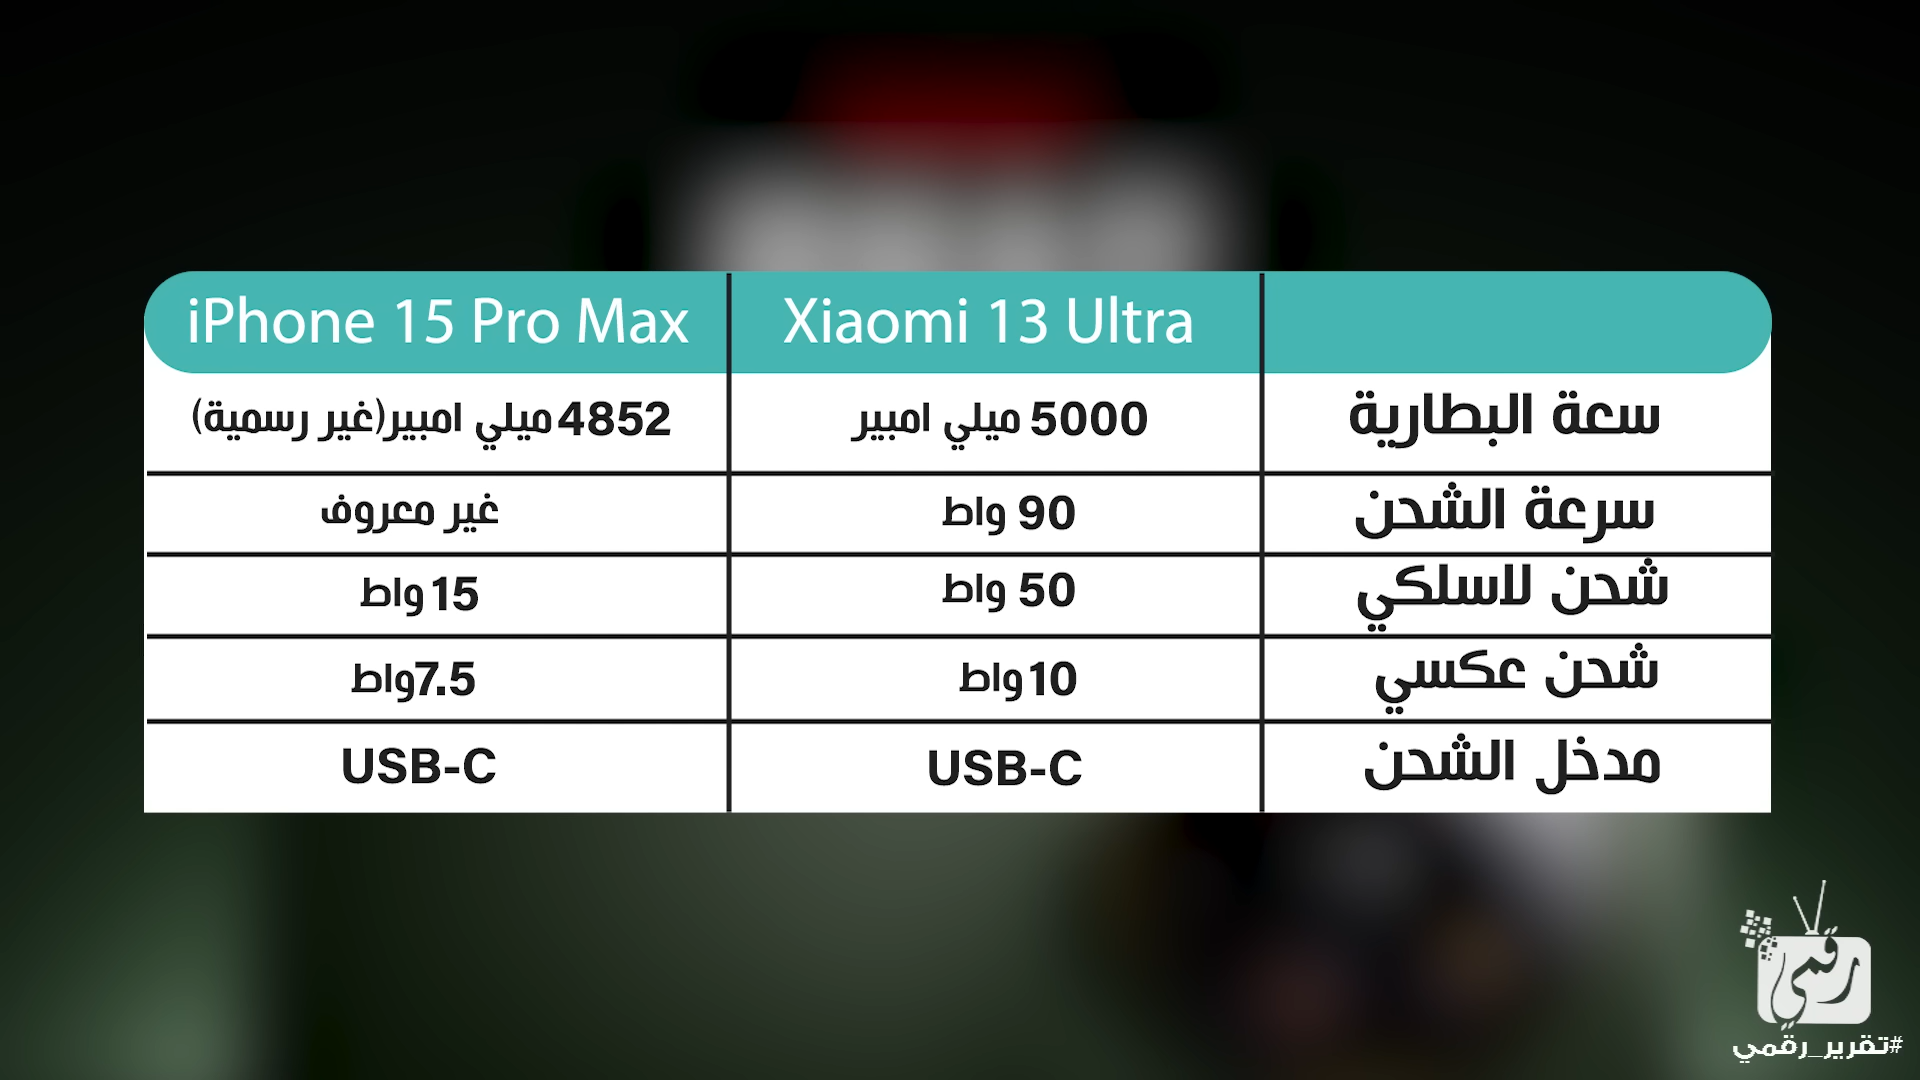 Xiaomi 13 Ultra iPhone 15 Pro Max
سعة البطارية 5000 ميلي امبير 4852 ميلي امبير(غير رسمية)
سرعة الشحن 90 واط غير معروف
شحن لاسلكي 50 واط 15 واط
شحن عكسي 10 واط 7.5واط
مدخل الشحن USB-C USB-C
رقمي
#تقرير_رقمي